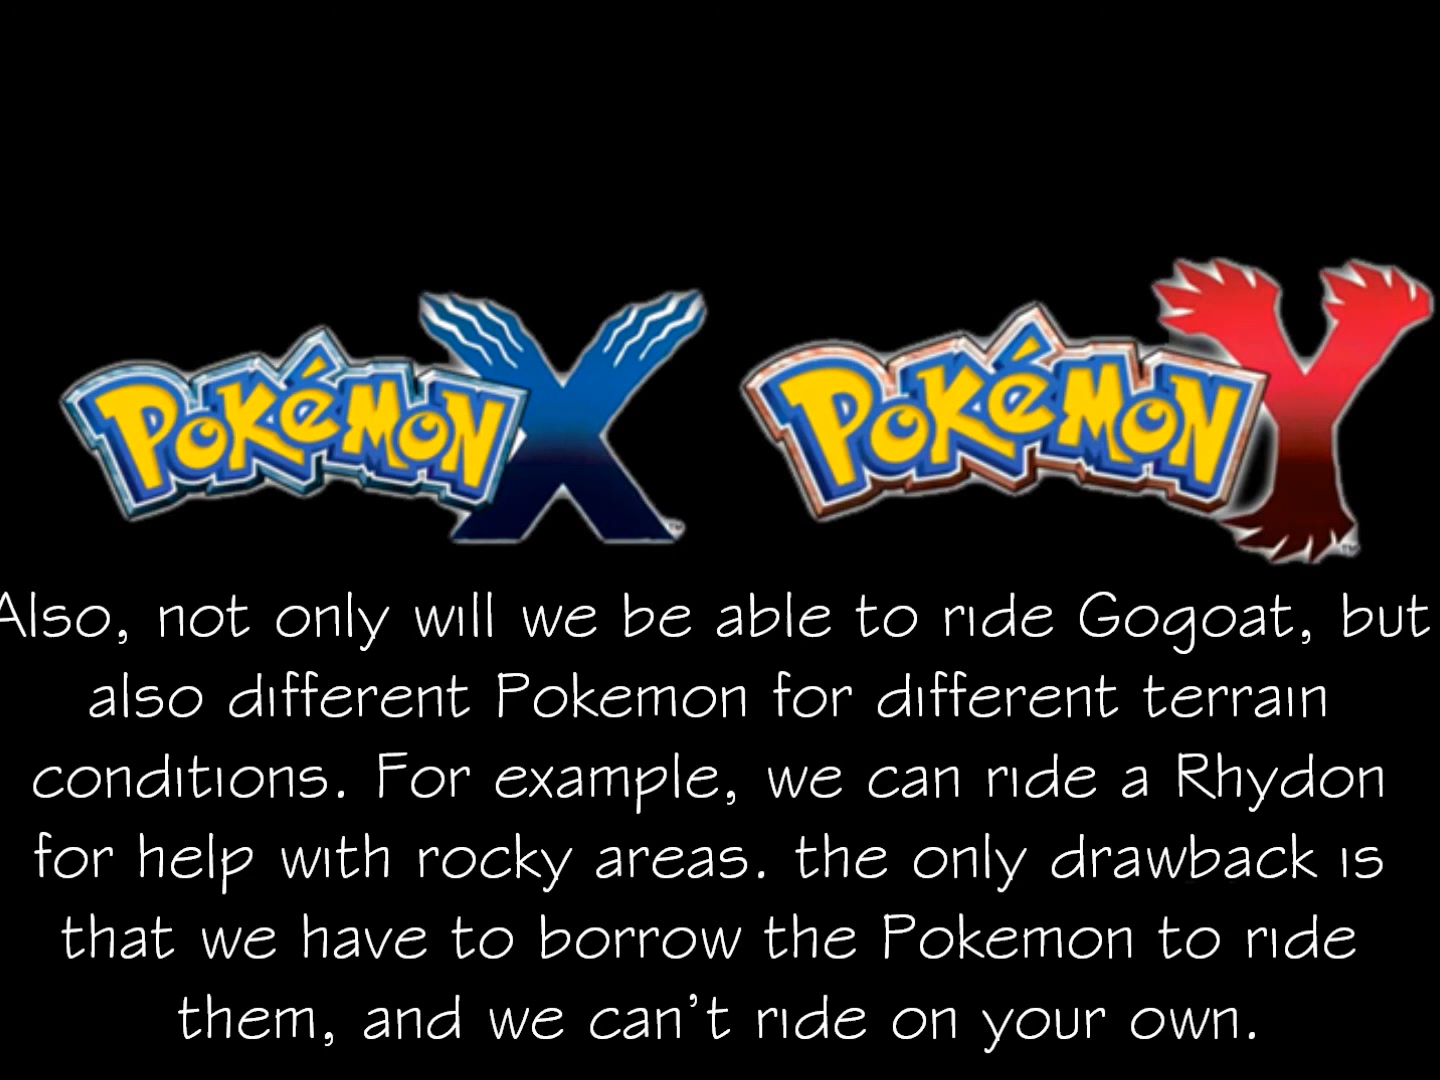 POKéMON X ™ POKéMON Y ™
Also, not only will we be able to ride Gogoat, but
also different Pokemon for different terrain
conditions. For example, we can ride a Rhydon
for help with rocky areas. the only drawback is
that we have to borrow the Pokemon to ride
them, and we can't ride on your own.